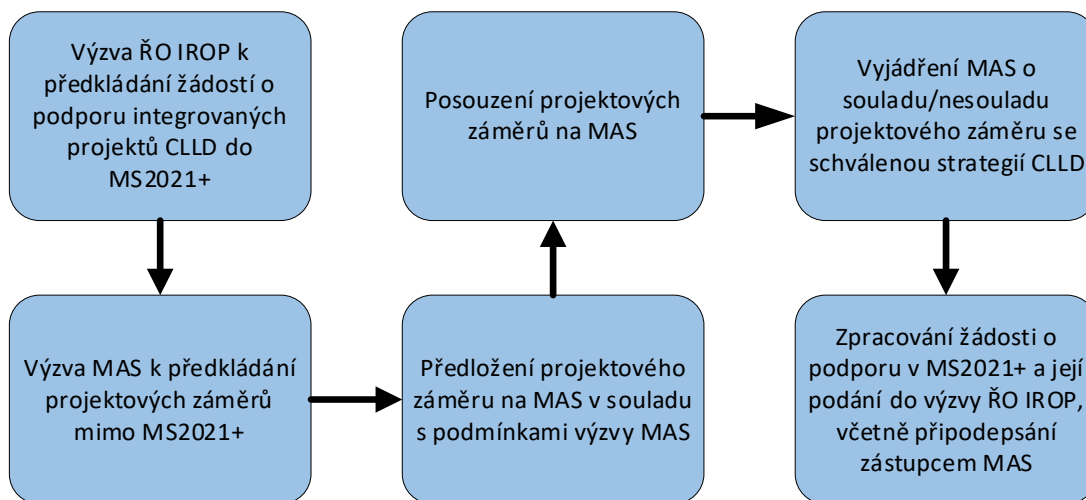 Výzva ŘO IROP k
předkládání žádostí o
podporu integrovaných
projektů CLLD do
MS2021+
Výzva MAS k předkládání
projektových záměrů
mimo MS2021+
Předložení projektového
záměru na MAS v souladu
s podmínkami výzvy MAS
Posouzení projektových
záměrů na MAS
Vyjádření MAS o
souladu/nesouladu
projektového záměru se
schválenou strategií CLLD
Zpracování žádosti o
podporu v MS2021+ a její
podání do výzvy ŘO IROP,
včetně připodepsání
zástupcem MAS